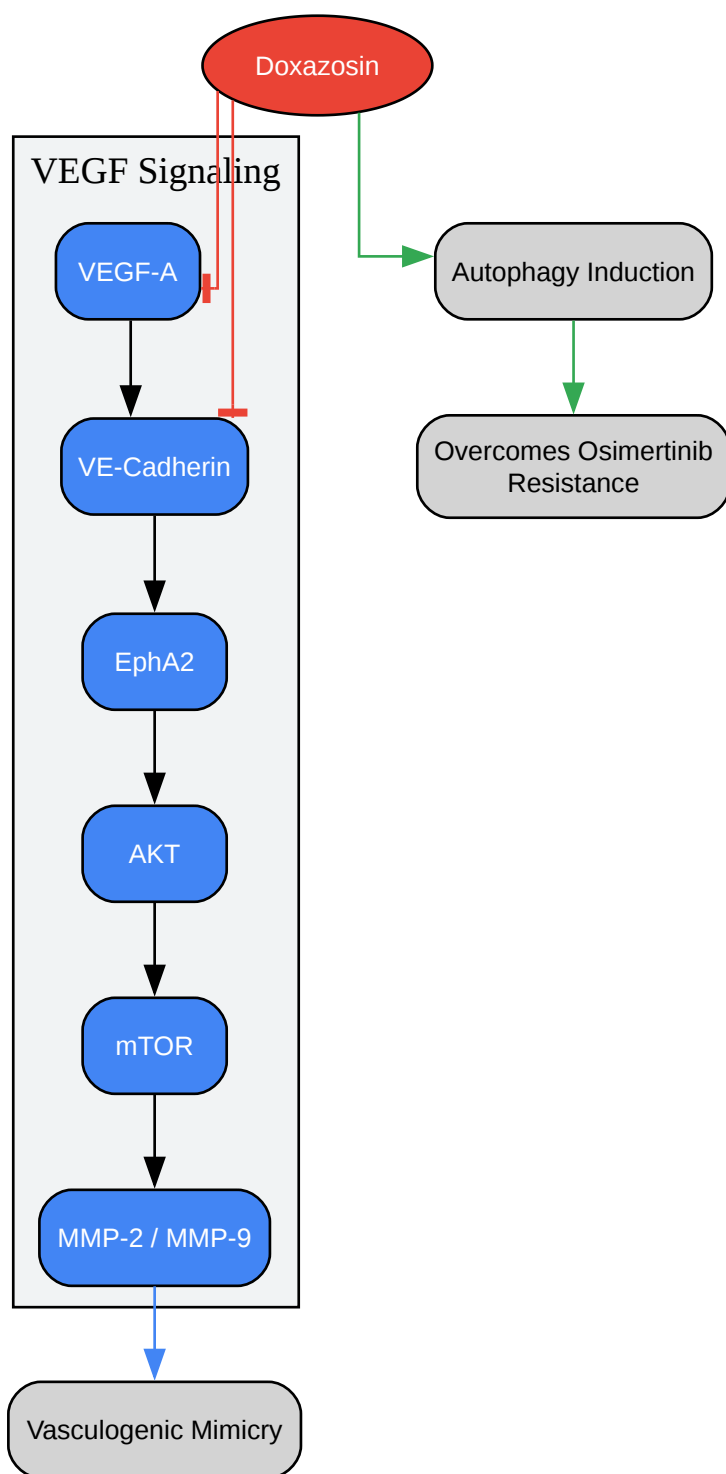 Doxazosin
VEGF Signaling
VEGF-A
Autophagy Induction
VE-Cadherin
Overcomes Osimertinib
Resistance
EphA2
AKT
mTOR
MMP-2 / MMP-9
Vasculogenic Mimicry